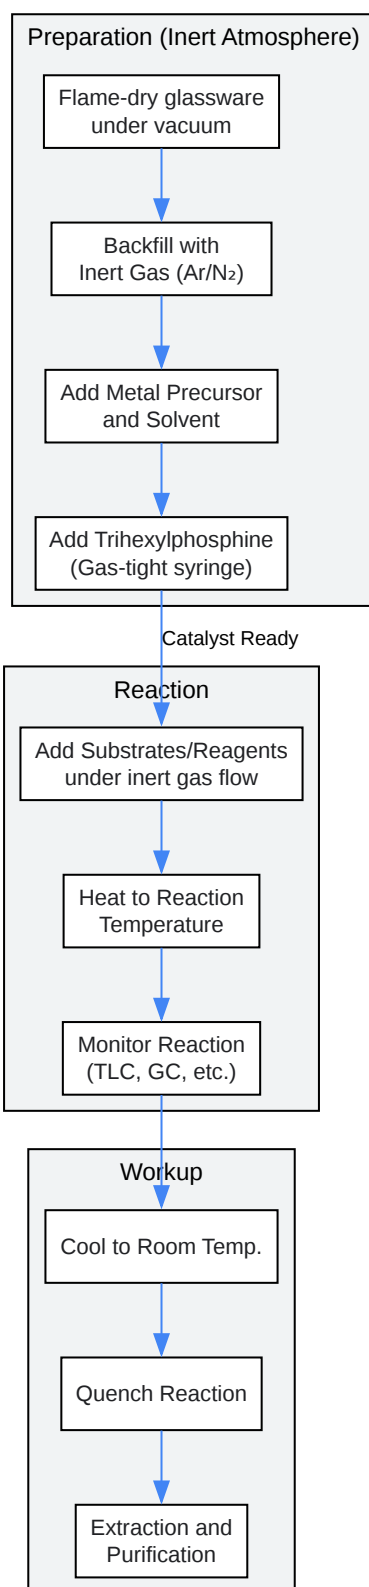 Preparation (Inert Atmosphere)
Flame-dry glassware
under vacuum
Backfill with
Inert Gas (Ar/N₂)
Add Metal Precursor
and Solvent
Add Trihexylphosphine
(Gas-tight syringe)
Catalyst Ready
Reaction
Add Substrates/Reagents
under inert gas flow
Heat to Reaction
Temperature
Monitor Reaction
(TLC, GC, etc.)
Workup
Cool to Room Temp.
Quench Reaction
Extraction and
Purification